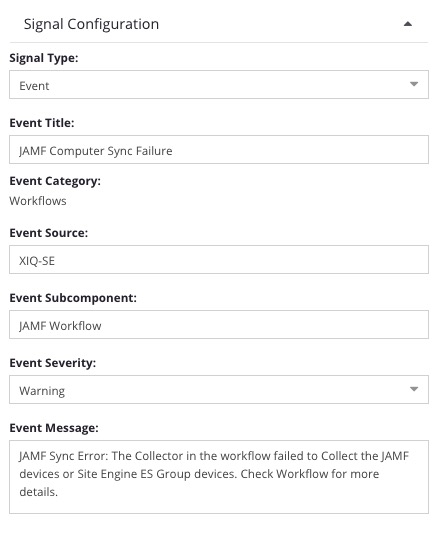 Signal Configuration
Signal Type:
Event
Event Title:
JAMF Computer Sync Failure
Event Category:
Workflows
Event Source:
XIQ-SE
Event Subcomponent:
JAMF Workflow
Event Severity:
Warning
Event Message:
JAMF Sync Error: The Collector in the workflow failed to Collect the JAMF
devices or Site Engine ES Group devices. Check Workflow for more
details.